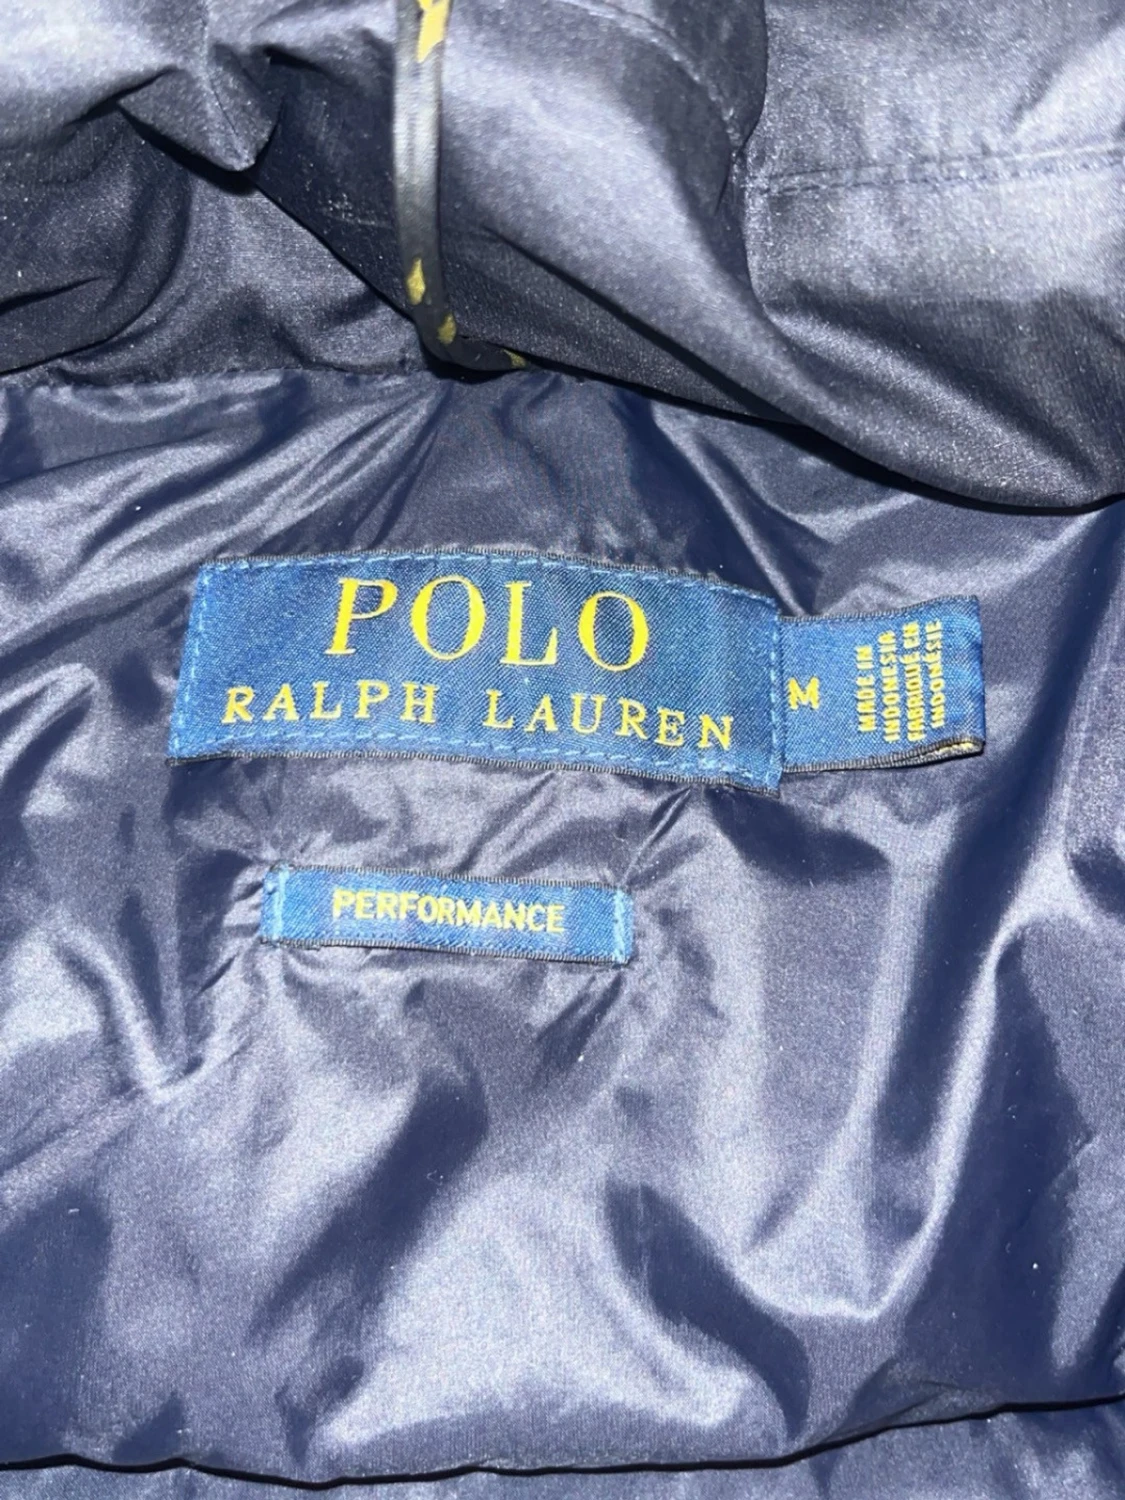 POLO
RALPH LAUREN
M
MADE IN
INDONESIA
FABRIQUÉ EN
INDONÉSIE
PERFORMANCE